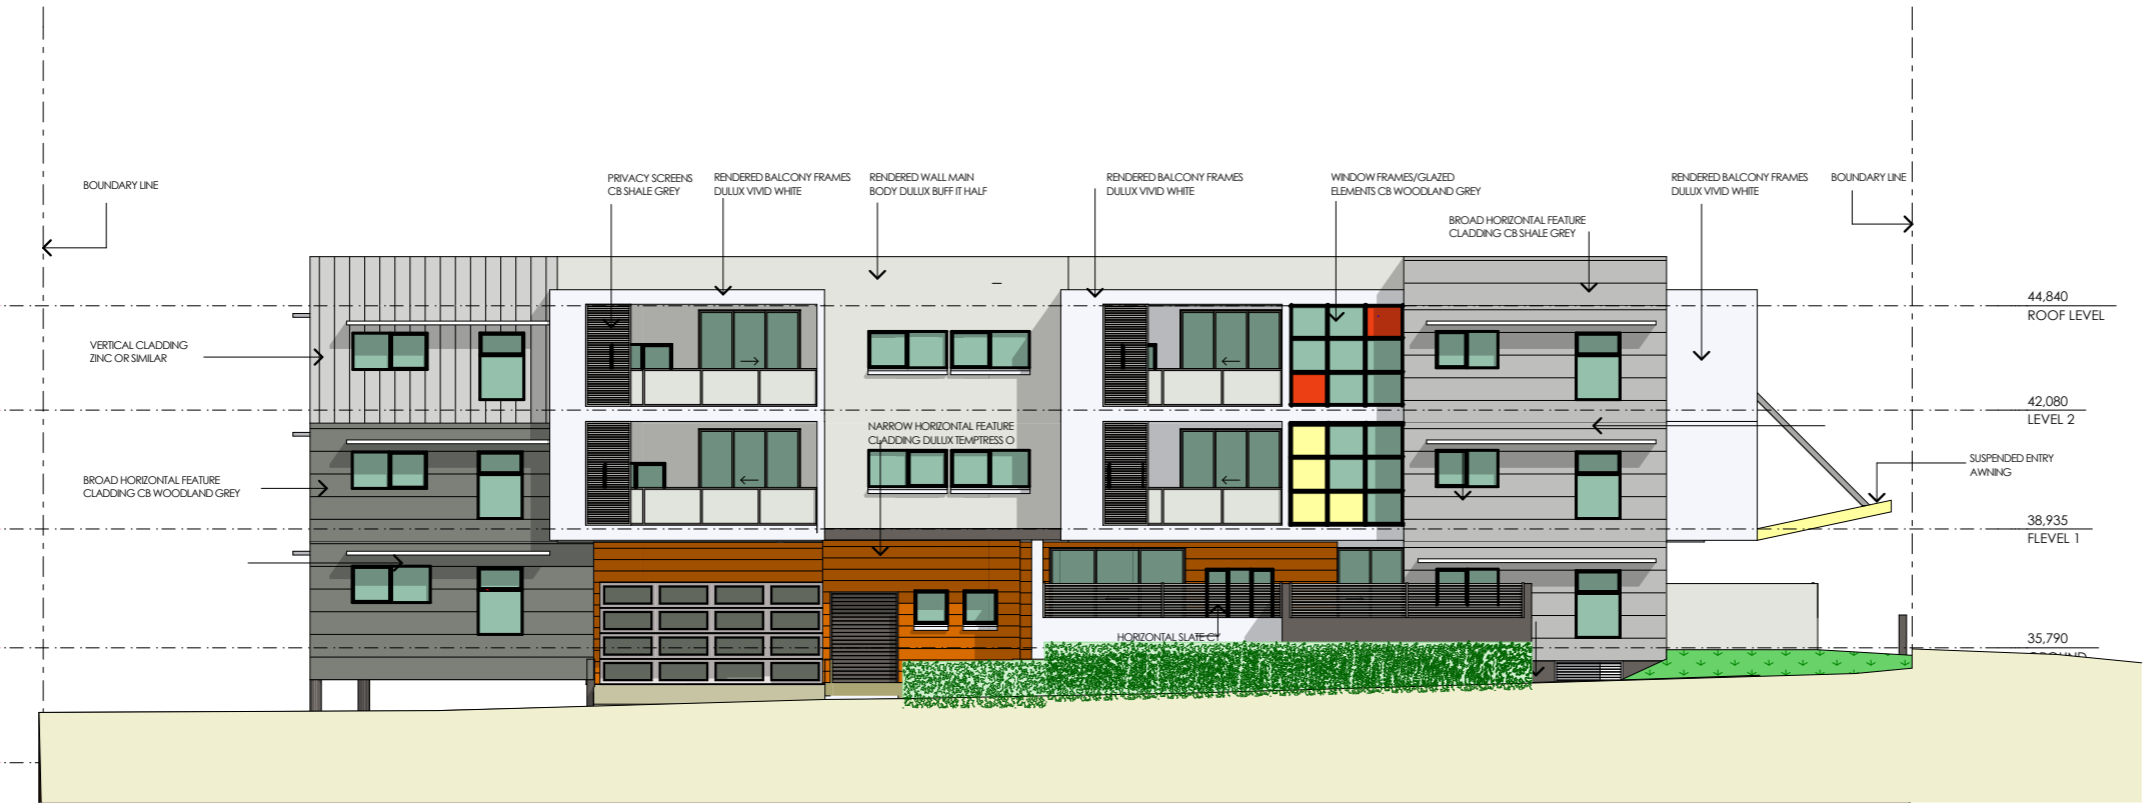 PRIVACY SCREENS
CB SHALE GREY
RENDERED BALCONY FRAMES
DULUX VIVID WHITE
RENDERED WALL MAIN
BODY DULUX BUFF IT HALF
RENDERED BALCONY FRAMES
DULUX VIVID WHITE
WINDOW FRAMES/GLAZED
ELEMENTS CB WOODLAND GREY
RENDERED BALCONY FRAMES
DULUX VIVID WHITE
BOUNDARY LINE
BOUNDARY LINE
BROAD HORIZONTAL FEATURE
CLADDING CB SHALE GREY
44,840
ROOF LEVEL
VERTICAL CLADDING
ZINC OR SIMILAR
42,080
LEVEL 2
NARROW HORIZONTAL FEATURE
CLADDING DULUX TEMPTRESS O
SUSPENDED ENTRY
AWNING
BROAD HORIZONTAL FEATURE
CLADDING CB WOODLAND GREY
38,935
FLEVEL 1
HORIZONTAL SLATE
35,790